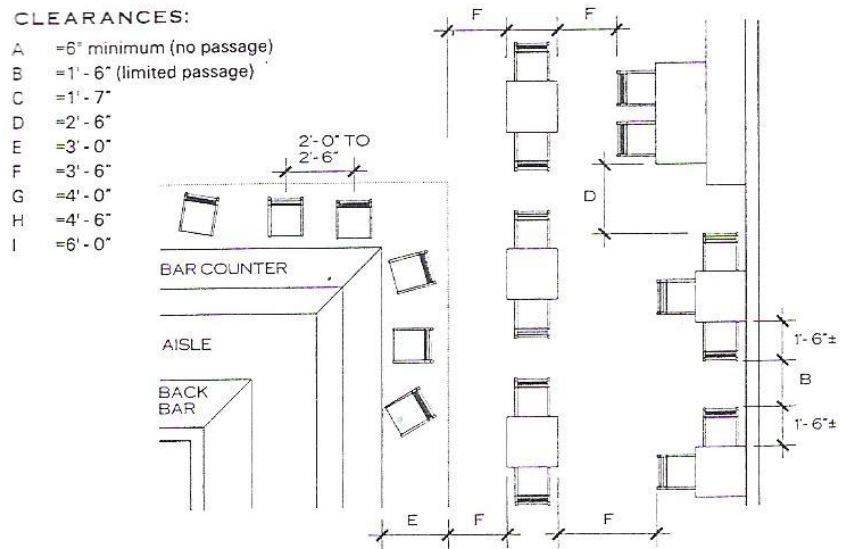 CLEARANCES:
A =6" minimum (no passage)
B =1'-6" (limited passage)
C =1'-7"
D =2'-6"
E =3'-0"
F =3'-6"
G =4'-0"
H =4'-6"
I =6'-0"
F
F
2'-0" TO
2'-6"
D
BAR COUNTER
AISLE
BACK
BAR
1'-6"±
B
1'-6"±
E
F
F